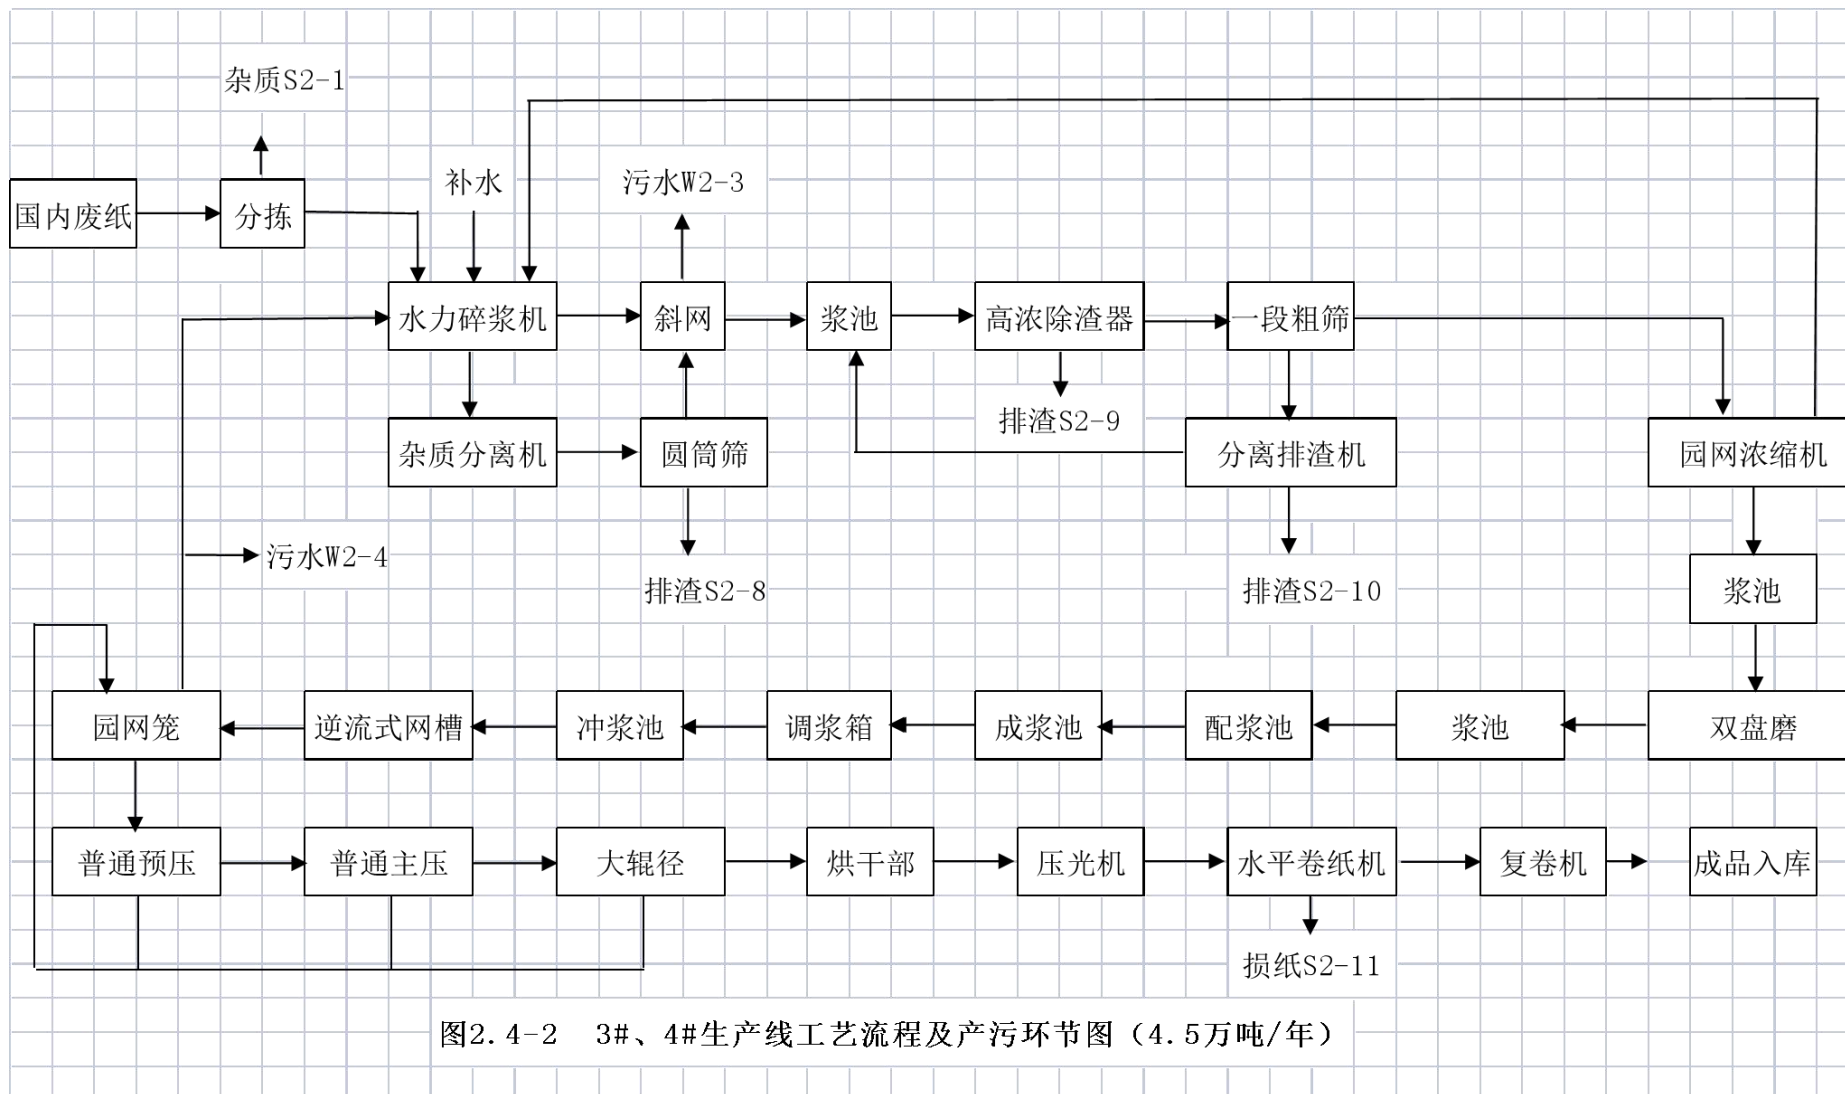 杂质S2-1
补水
污水W2-3
国内废纸
分拣
水力碎浆机
斜网
浆池
高浓除渣器
一段粗筛
排渣S2-9
杂质分离机
圆筒筛
分离排渣机
园网浓缩机
污水W2-4
排渣S2-8
排渣S2-10
浆池
园网笼
逆流式网槽
冲浆池
调浆箱
成浆池
配浆池
浆池
双盘磨
普通预压
普通主压
大辊径
烘干部
压光机
水平卷纸机
复卷机
成品入库
损纸S2-11
图2.4-2 3#、4#生产线工艺流程及产污环节图（4.5万吨/年）